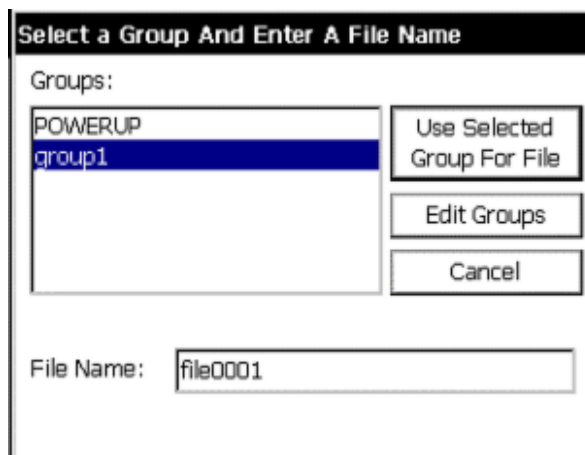 Select a Group And Enter A File Name
Groups:
POWERUP
group1
Use Selected
Group For File
Edit Groups
Cancel
File Name:
file0001